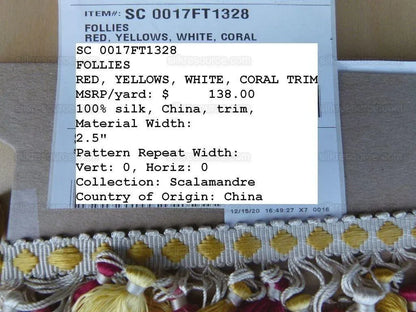 ITEM#: SC 0017FT1328
FOLLIES
RED, YELLOWS, WHITE, CORAL
SC 0017FT1328
FOLLIES
RED, YELLOWS, WHITE, CORAL TRIM
MSRP/yard: $ 138.00
100% silk, China, trim,
Material Width:
2.5"
Pattern Repeat Width:
Vert: 0, Horiz: 0
Collection: Scalamandre
Country of Origin: China
12/15/20 16:49:27 X7 0016